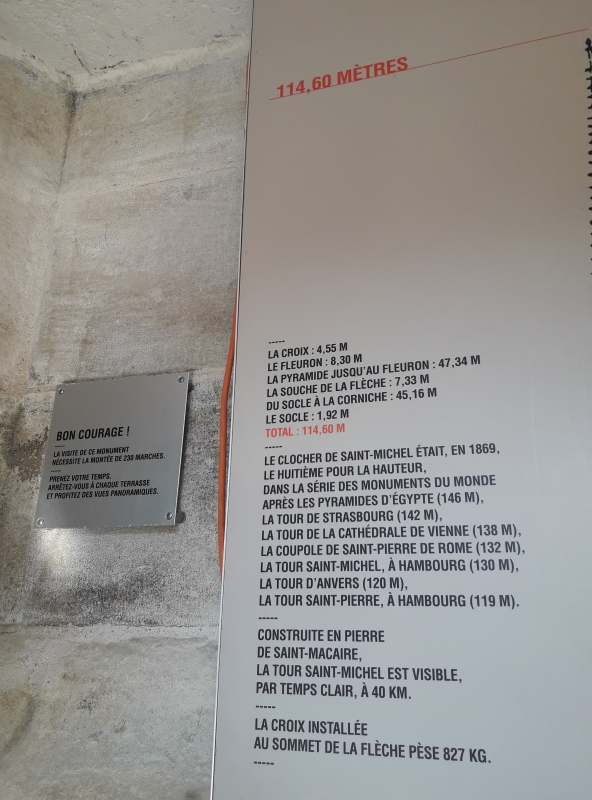 114,60 MÈTRES
-----
LA CROIX : 4,55 M
LE FLEURON : 8,30 M
LA PYRAMIDE JUSQU'AU FLEURON : 47,34 M
LA SOUCHE DE LA FLÈCHE : 7,33 M
DU SOCLE À LA CORNICHE : 45,16 M
LE SOCLE : 1,92 M
TOTAL : 114,60 M
-----
LE CLOCHER DE SAINT-MICHEL ÉTAIT, EN 1869,
LE HUITIÈME POUR LA HAUTEUR,
DANS LA SÉRIE DES MONUMENTS DU MONDE
APRÈS LES PYRAMIDES D'ÉGYPTE (146 M),
LA TOUR DE STRASBOURG (142 M),
LA TOUR DE LA CATHÉDRALE DE VIENNE (138 M),
LA COUPOLE DE SAINT-PIERRE DE ROME (132 M),
LA TOUR SAINT-MICHEL, À HAMBOURG (130 M),
LA TOUR D'ANVERS (120 M),
LA TOUR SAINT-PIERRE, À HAMBOURG (119 M).
-----
CONSTRUITE EN PIERRE
DE SAINT-MACAIRE,
LA TOUR SAINT-MICHEL EST VISIBLE,
PAR TEMPS CLAIR, À 40 KM.
-----
LA CROIX INSTALLÉE
AU SOMMET DE LA FLÈCHE PÈSE 827 KG.
-----
BON COURAGE !
-----
LA VISITE DE CE MONUMENT
NÉCESSITE LA MONTÉE DE 230 MARCHES.
-----
PRENEZ VOTRE TEMPS.
ARRÊTEZ-VOUS À CHAQUE TERRASSE
ET PROFITEZ DES VUES PANORAMIQUES.